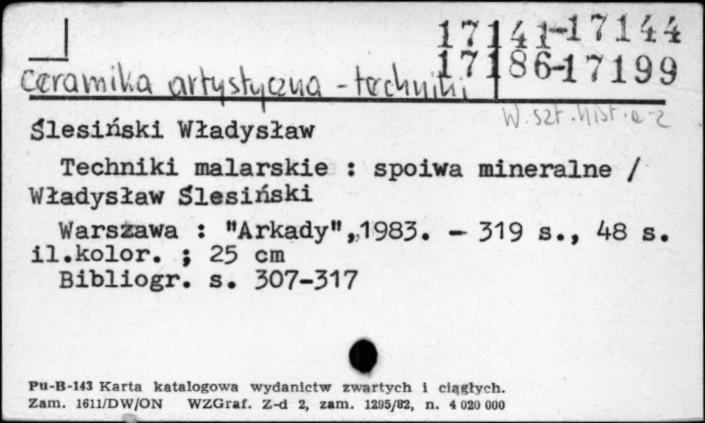 17141-17144
17186-17199
ceramika artystyczna - techniki
W. szt. hist. e z
Ślesiński Władysław
Techniki malarskie : spoiwa mineralne /
Władysław Ślesiński
Warszawa : "Arkady",1983. - 319 s., 48 s.
il.kolor. ; 25 cm
Bibliogr. s. 307-317
Pu-B-143 Karta katalogowa wydawnictw zwartych i ciągłych.
Zam. 1611/DW/ON WZGraf. Z-d 2, zam. 1295/82, n. 4 020 000